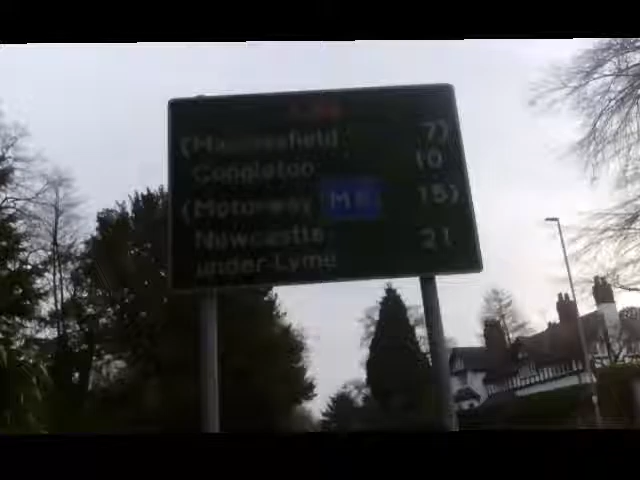 (Macclesfield 7)
Congleton 10
(Motorway M6 15)
Newcastle 21
under-Lyme